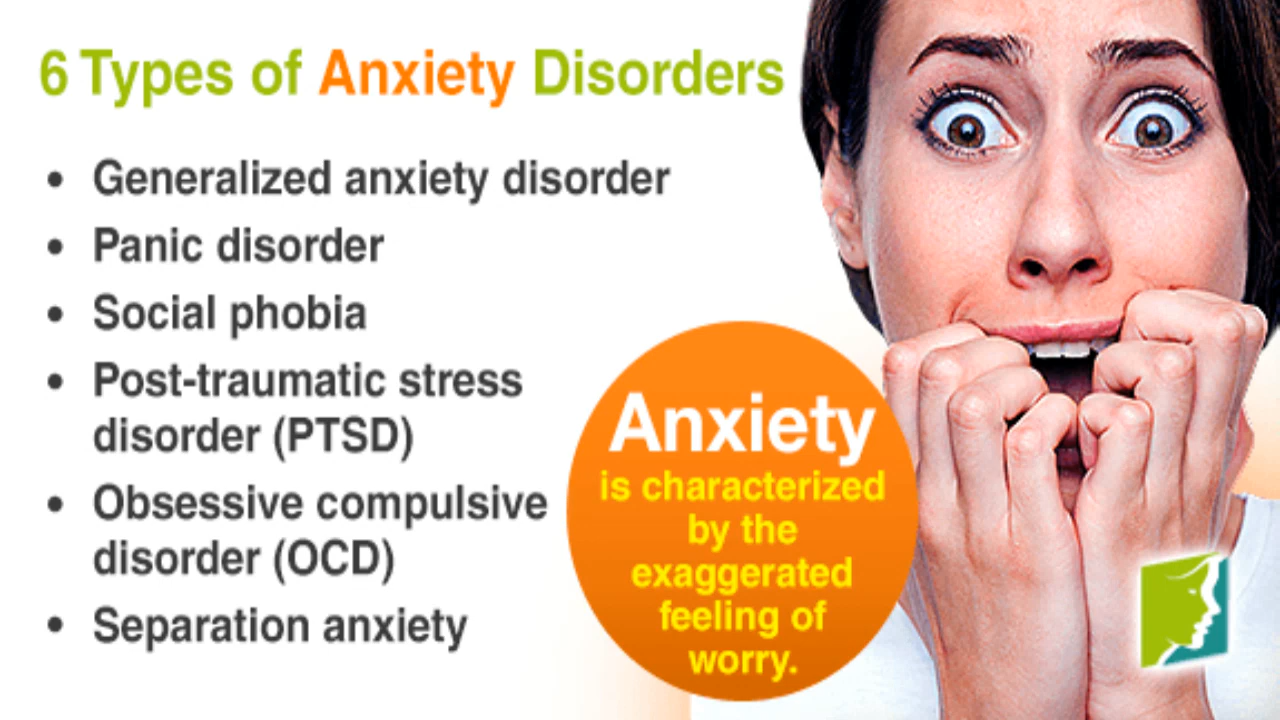 6 Types of Anxiety Disorders
• Generalized anxiety disorder
• Panic disorder
• Social phobia
• Post-traumatic stress
disorder (PTSD)
• Obsessive compulsive
disorder (OCD)
• Separation anxiety
Anxiety
is characterized
by the
exaggerated
feeling of
worry.